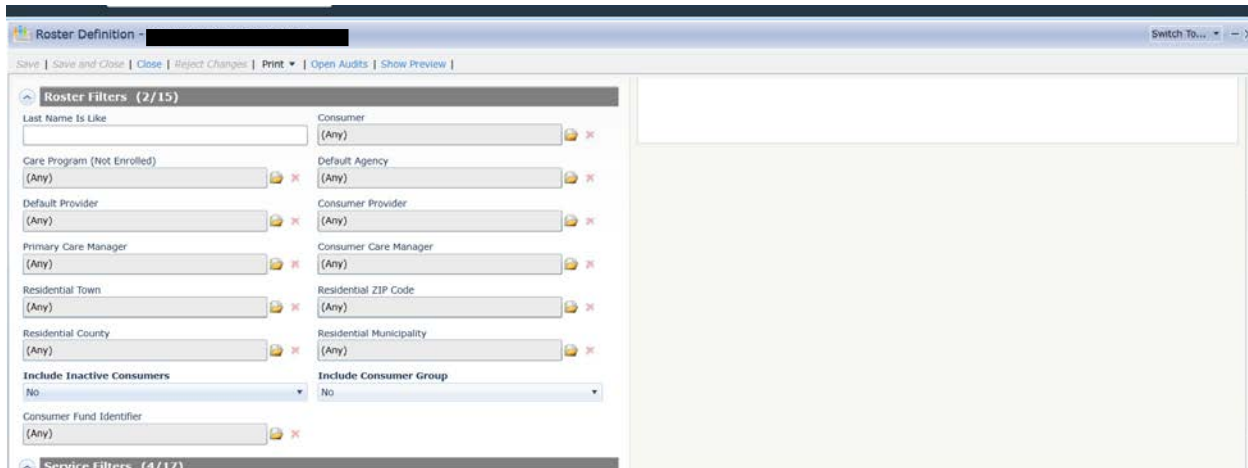 Roster Definition -
Switch To...
Save | Save and Close | Close | Reject Changes | Print | Open Audits | Show Preview |
Roster Filters (2/15)
Last Name Is Like Consumer
(Any)
Care Program (Not Enrolled) Default Agency
(Any) (Any)
Default Provider Consumer Provider
(Any) (Any)
Primary Care Manager Consumer Care Manager
(Any) (Any)
Residential Town Residential ZIP Code
(Any) (Any)
Residential County Residential Municipality
(Any) (Any)
Include Inactive Consumers Include Consumer Group
No No
Consumer Fund Identifier
(Any)
Service Filters (4/17)